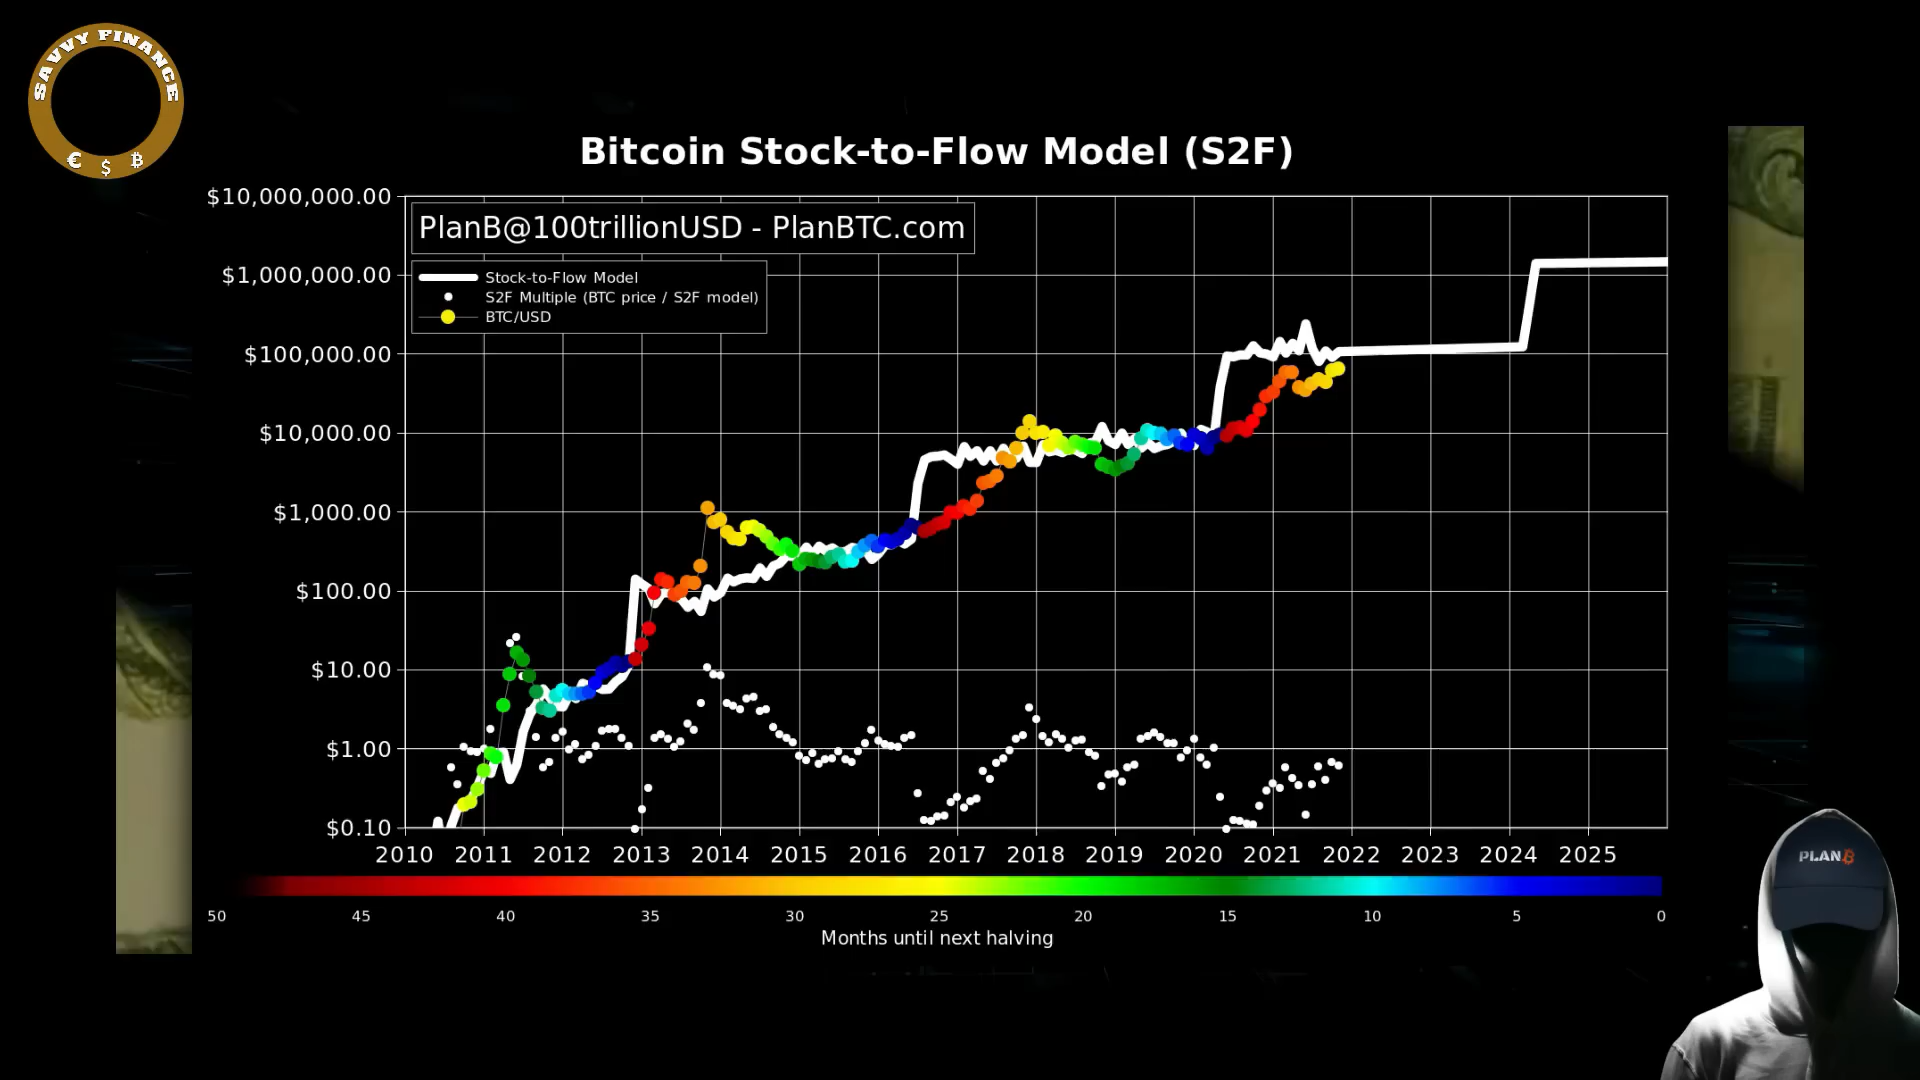 SAVVY FINANCE
€ $ ₿
Bitcoin Stock-to-Flow Model (S2F)
$10,000,000.00
$1,000,000.00
$100,000.00
$10,000.00
$1,000.00
$100.00
$10.00
$1.00
$0.10
PlanB@100trillionUSD - PlanBTC.com
Stock-to-Flow Model
S2F Multiple (BTC price / S2F model)
BTC/USD
2010 2011 2012 2013 2014 2015 2016 2017 2018 2019 2020 2021 2022 2023 2024 2025
50 45 40 35 30 25 20 15 10 5 0
Months until next halving
PLAN₿